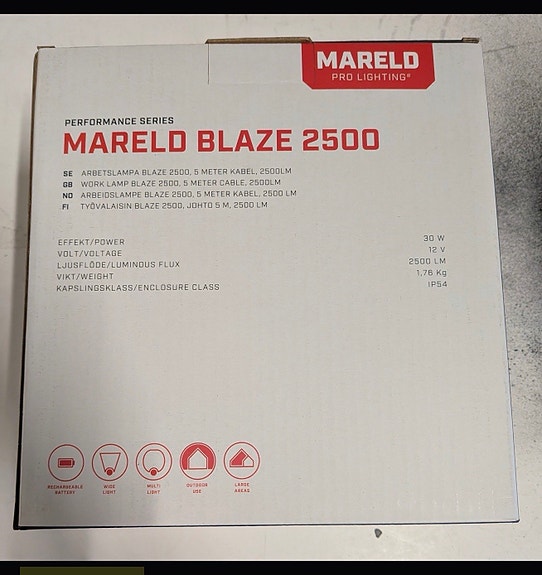 MARELD
PRO LIGHTING®
PERFORMANCE SERIES
MARELD BLAZE 2500
SE ARBETSLAMPA BLAZE 2500, 5 METER KABEL, 2500LM
GB WORK LAMP BLAZE 2500, 5 METER CABLE, 2500LM
NO ARBEIDSLAMPE BLAZE 2500, 5 METER KABEL, 2500 LM
FI TYÖVALAISIN BLAZE 2500, JOHTO 5 M, 2500 LM
EFFEKT/POWER 30 W
VOLT/VOLTAGE 12 V
LJUSFLÖDE/LUMINOUS FLUX 2500 LM
VIKT/WEIGHT 1,76 Kg
KAPSLINGSKLASS/ENCLOSURE CLASS IP54
RECHARGEABLE BATTERY
WIDE LIGHT
MULTI LIGHT
OUTDOOR USE
LARGE AREAS